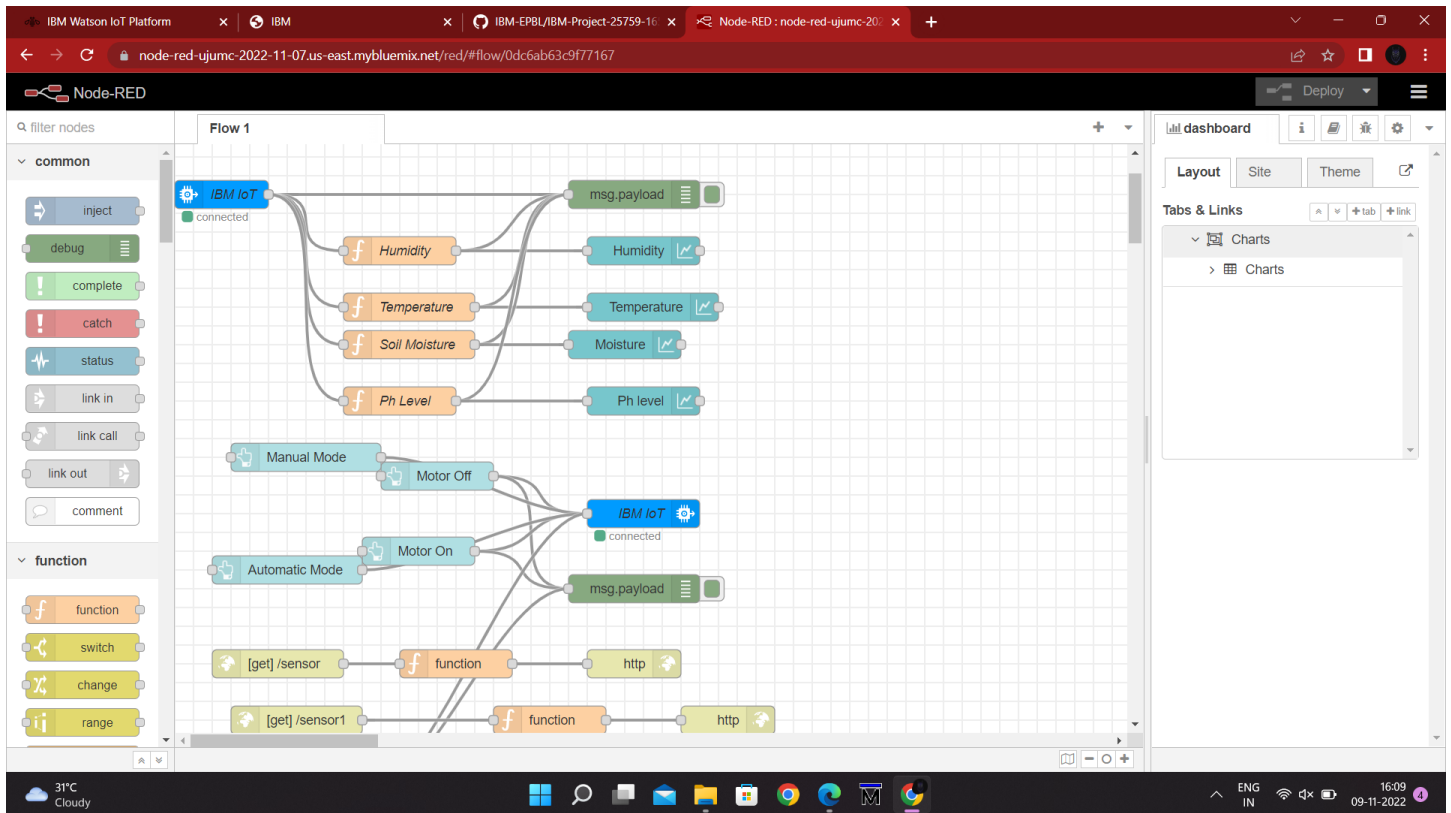 IBM Watson IoT Platform
IBM
IBM-EPBL/IBM-Project-25759-16
Node-RED : node-red-ujumc-202
node-red-ujumc-2022-11-07.us-east.mybluemix.net/red/#flow/0dc6ab63c9f77167
Node-RED
Deploy
filter nodes
Flow 1
dashboard
common
inject
debug
complete
catch
status
link in
link call
link out
comment
function
function
switch
change
range
IBM IoT
connected
msg.payload
Humidity
Humidity
Temperature
Temperature
Soil Moisture
Moisture
Ph Level
Ph level
Manual Mode
Motor Off
IBM IoT
connected
Motor On
Automatic Mode
msg.payload
[get] /sensor
function
http
[get] /sensor1
function
http
Layout
Site
Theme
Tabs & Links
tab
link
Charts
Charts
31°C
Cloudy
ENG
IN
16:09
09-11-2022
4